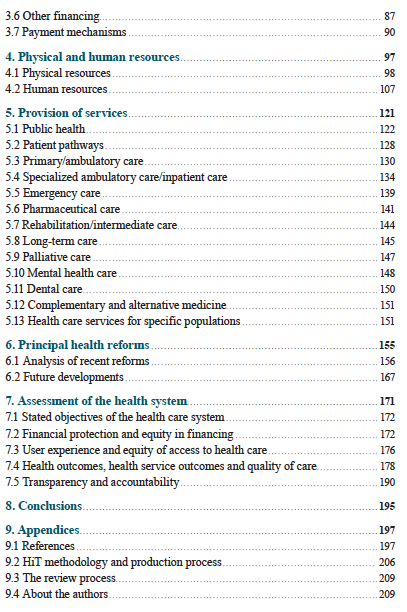 3.6 Other financing 87
3.7 Payment mechanisms 90
4. Physical and human resources 97
4.1 Physical resources 98
4.2 Human resources 107
5. Provision of services 121
5.1 Public health 122
5.2 Patient pathways 128
5.3 Primary/ambulatory care 130
5.4 Specialized ambulatory care/inpatient care 134
5.5 Emergency care 139
5.6 Pharmaceutical care 141
5.7 Rehabilitation/intermediate care 144
5.8 Long-term care 145
5.9 Palliative care 147
5.10 Mental health care 148
5.11 Dental care 150
5.12 Complementary and alternative medicine 151
5.13 Health care services for specific populations 151
6. Principal health reforms 155
6.1 Analysis of recent reforms 156
6.2 Future developments 167
7. Assessment of the health system 171
7.1 Stated objectives of the health care system 172
7.2 Financial protection and equity in financing 172
7.3 User experience and equity of access to health care 176
7.4 Health outcomes, health service outcomes and quality of care 178
7.5 Transparency and accountability 190
8. Conclusions 195
9. Appendices 197
9.1 References 197
9.2 HiT methodology and production process 206
9.3 The review process 209
9.4 About the authors 209